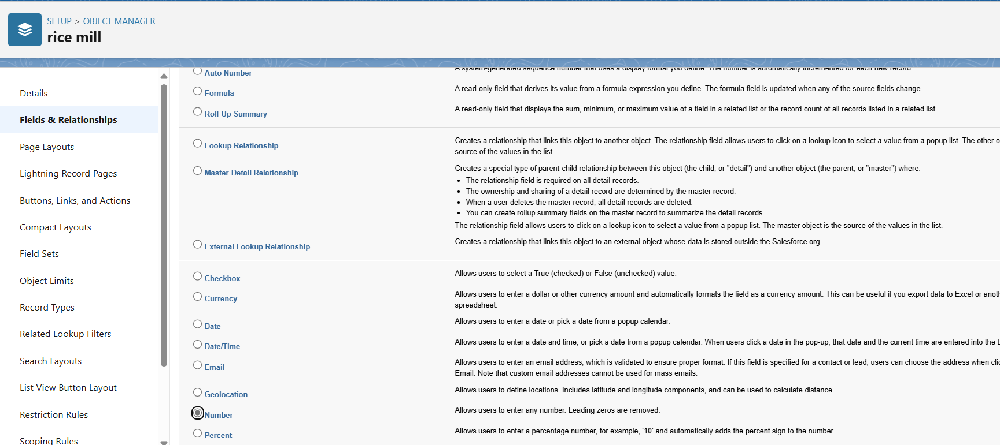 SETUP > OBJECT MANAGER
rice mill
Details
Fields & Relationships
Page Layouts
Lightning Record Pages
Buttons, Links, and Actions
Compact Layouts
Field Sets
Object Limits
Record Types
Related Lookup Filters
Search Layouts
List View Button Layout
Restriction Rules
Scoping Rules
Auto Number
A system-generated sequence number that uses a display format you define. The number is automatically incremented for each new record.
Formula
A read-only field that derives its value from a formula expression you define. The formula field is updated when any of the source fields change.
Roll-Up Summary
A read-only field that displays the sum, minimum, or maximum value of a field in a related list or the record count of all records listed in a related list.
Lookup Relationship
Creates a relationship that links this object to another object. The relationship field allows users to click on a lookup icon to select a value from a popup list. The other o
source of the values in the list.
Master-Detail Relationship
Creates a special type of parent-child relationship between this object (the child, or "detail") and another object (the parent, or "master") where:
• The relationship field is required on all detail records.
• The ownership and sharing of a detail record are determined by the master record.
• When a user deletes the master record, all detail records are deleted.
• You can create rollup summary fields on the master record to summarize the detail records.
The relationship field allows users to click on a lookup icon to select a value from a popup list. The master object is the source of the values in the list.
External Lookup Relationship
Creates a relationship that links this object to an external object whose data is stored outside the Salesforce org.
Checkbox
Allows users to select a True (checked) or False (unchecked) value.
Currency
Allows users to enter a dollar or other currency amount and automatically formats the field as a currency amount. This can be useful if you export data to Excel or anot
spreadsheet.
Date
Allows users to enter a date or pick a date from a popup calendar.
Date/Time
Allows users to enter a date and time, or pick a date from a popup calendar. When users click a date in the pop-up, that date and the current time are entered into the D
Email
Allows users to enter an email address, which is validated to ensure proper format. If this field is specified for a contact or lead, users can choose the address when clic
Email. Note that custom email addresses cannot be used for mass emails.
Geolocation
Allows users to define locations. Includes latitude and longitude components, and can be used to calculate distance.
Number
Allows users to enter any number. Leading zeros are removed.
Percent
Allows users to enter a percentage number, for example, '10' and automatically adds the percent sign to the number.